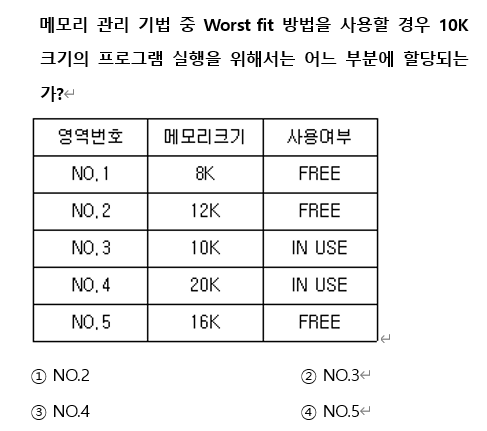 메모리 관리 기법 중 Worst fit 방법을 사용할 경우 10K
크기의 프로그램 실행을 위해서는 어느 부분에 할당되는
가?↵
영역번호 메모리크기 사용여부
NO.1 8K FREE
NO.2 12K FREE
NO.3 10K IN USE
NO.4 20K IN USE
NO.5 16K FREE
↵
① NO.2 ② NO.3↵
③ NO.4 ④ NO.5↵